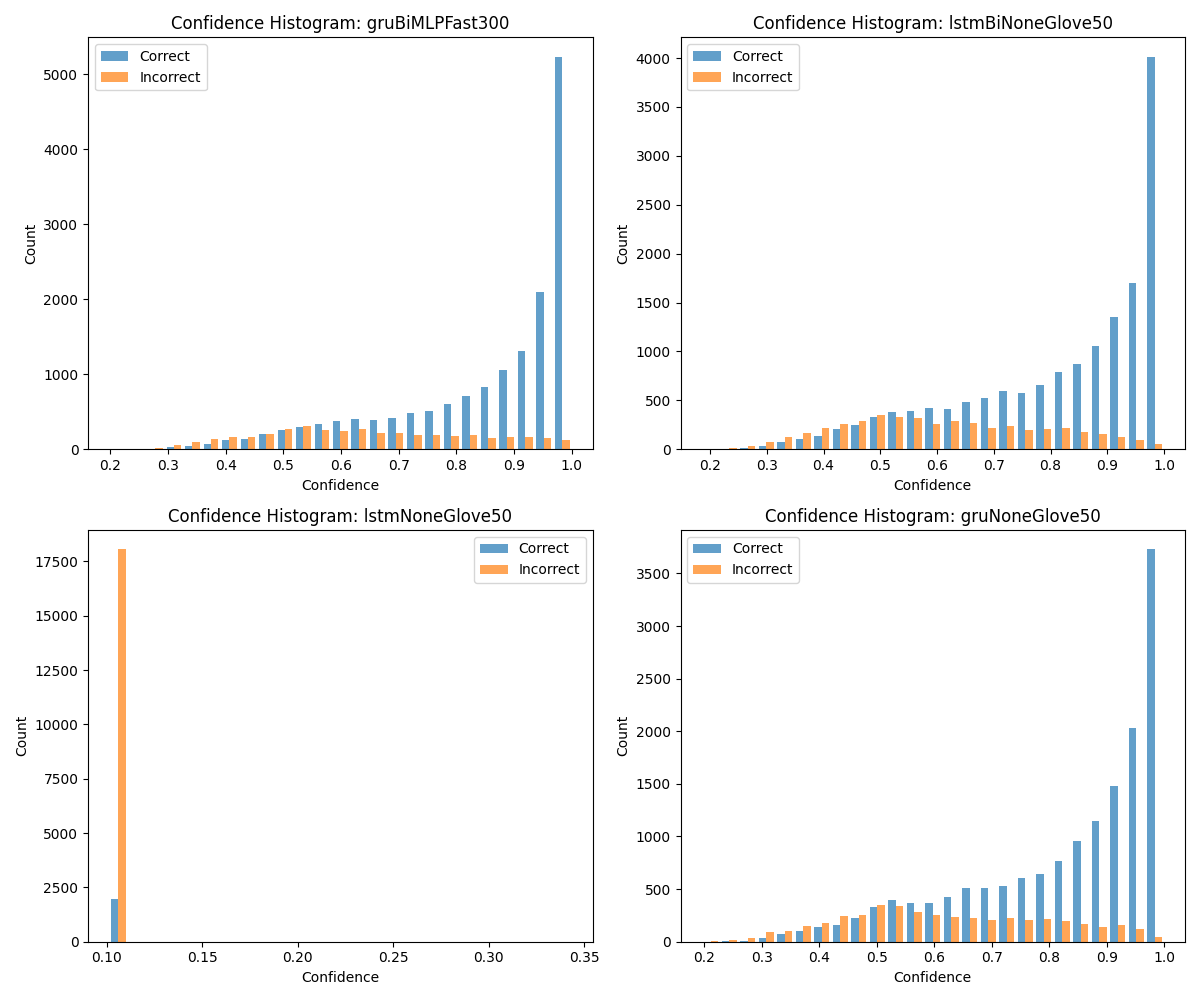 Confidence Histogram: gruBiMLPFast300
Correct
Incorrect
5000
4000
3000
2000
1000
0
Count
0.2 0.3 0.4 0.5 0.6 0.7 0.8 0.9 1.0
Confidence
Confidence Histogram: lstmBiNoneGlove50
Correct
Incorrect
4000
3500
3000
2500
2000
1500
1000
500
0
Count
0.2 0.3 0.4 0.5 0.6 0.7 0.8 0.9 1.0
Confidence
Confidence Histogram: lstmNoneGlove50
Correct
Incorrect
17500
15000
12500
10000
7500
5000
2500
0
Count
0.10 0.15 0.20 0.25 0.30 0.35
Confidence
Confidence Histogram: gruNoneGlove50
Correct
Incorrect
3500
3000
2500
2000
1500
1000
500
0
Count
0.2 0.3 0.4 0.5 0.6 0.7 0.8 0.9 1.0
Confidence